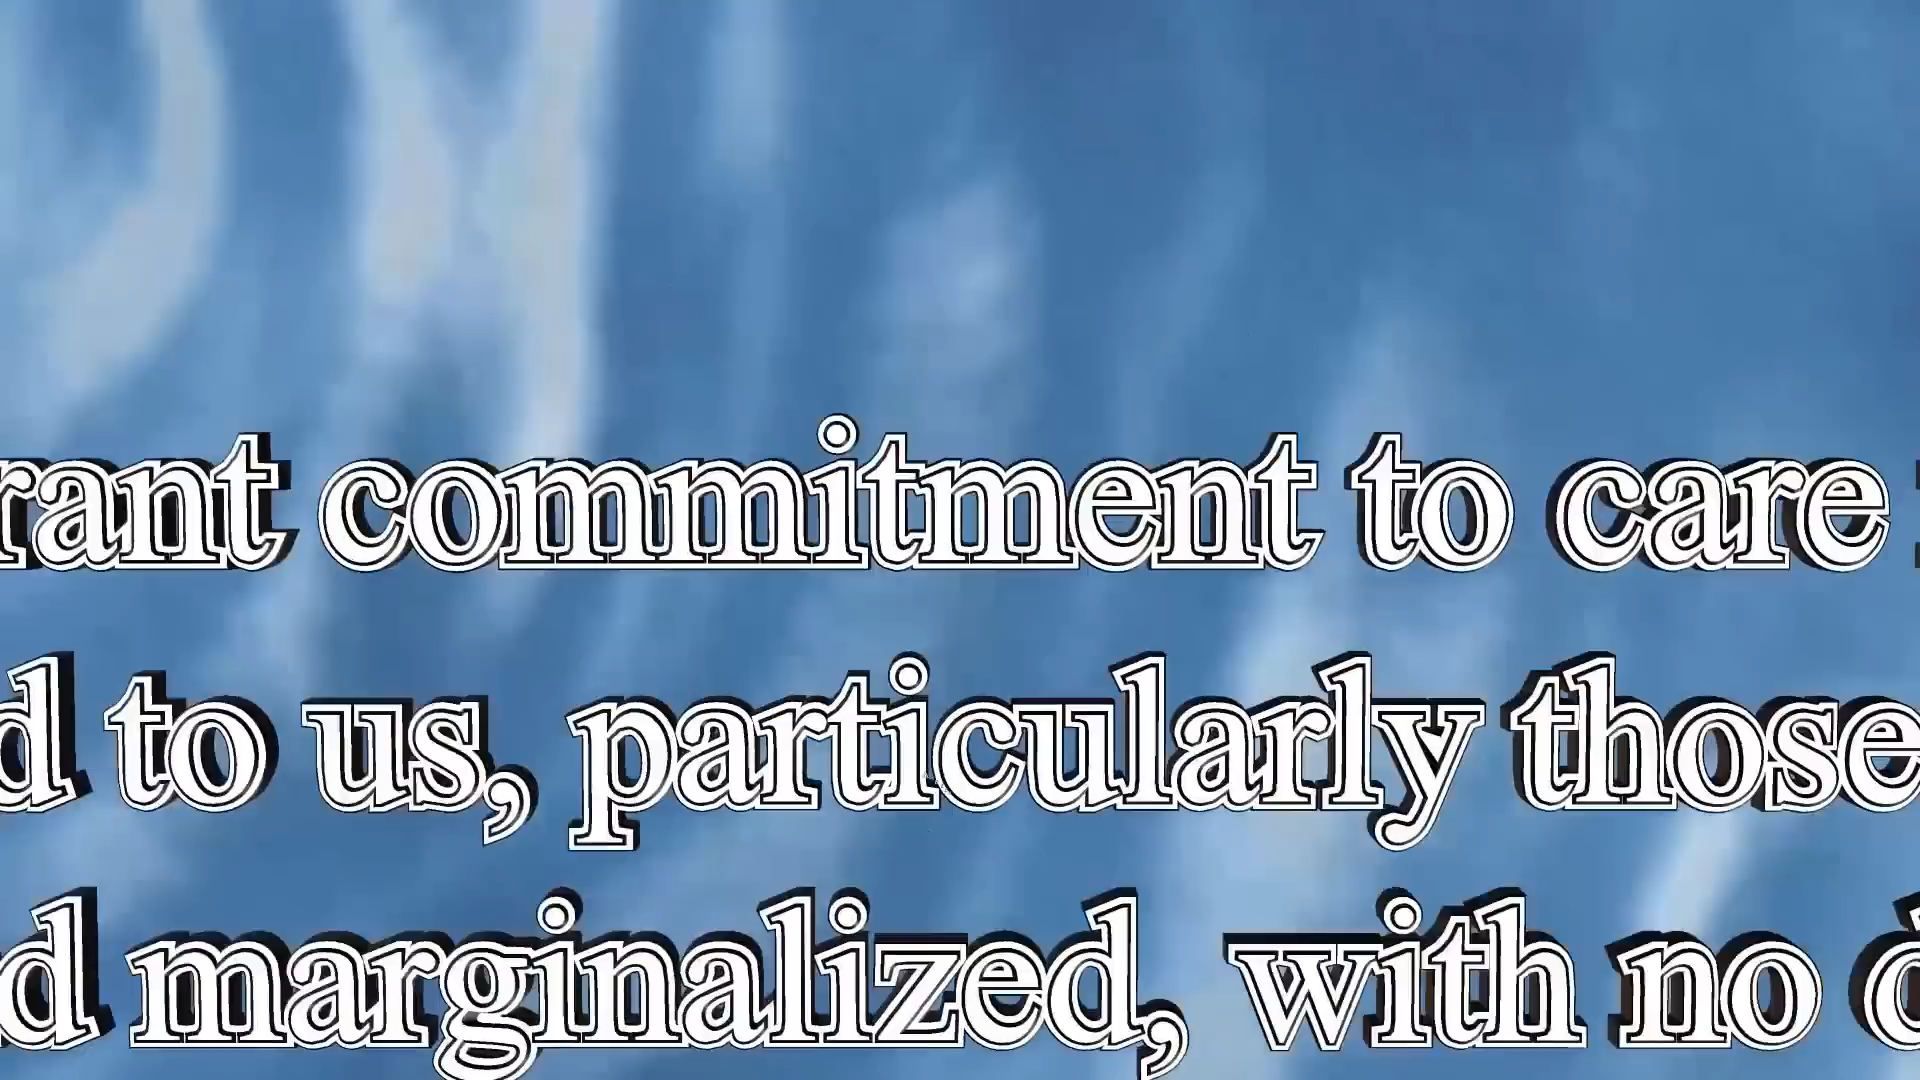 rant commitment to care
d to us, particularly those
d marginalized, with no d